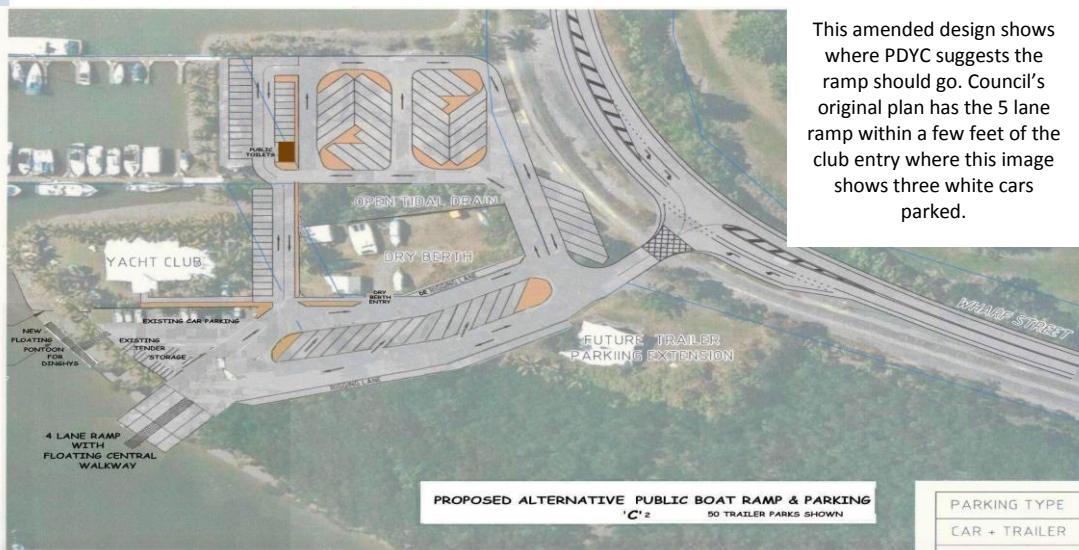 This amended design shows
where PDYC suggests the
ramp should go. Council's
original plan has the 5 lane
ramp within a few feet of the
club entry where this image
shows three white cars
parked.
PUBLIC
TOILETS
OPEN TIDAL DRAIN
DRY BERTH
YACHT CLUB
DE RIGGING LANE
DRY
BERTH
ENTRY
WHARF STREET
EXISTING CAR PARKING
NEW
FLOATING
PONTOON
FOR
DINGHYS
EXISTING
TENDER
STORAGE
FUTURE TRAILER
PARKIING EXTENSION
RIGGING LANE
4 LANE RAMP
WITH
FLOATING CENTRAL
WALKWAY
PROPOSED ALTERNATIVE PUBLIC BOAT RAMP & PARKING
'C' 2 50 TRAILER PARKS SHOWN
PARKING TYPE
CAR + TRAILER